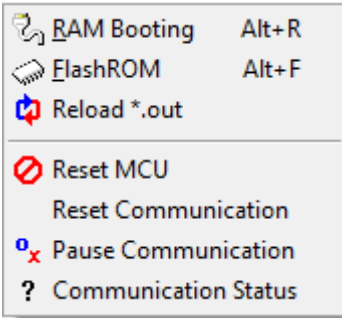 RAM Booting Alt+R
FlashROM Alt+F
Reload *.out
Reset MCU
Reset Communication
Pause Communication
? Communication Status